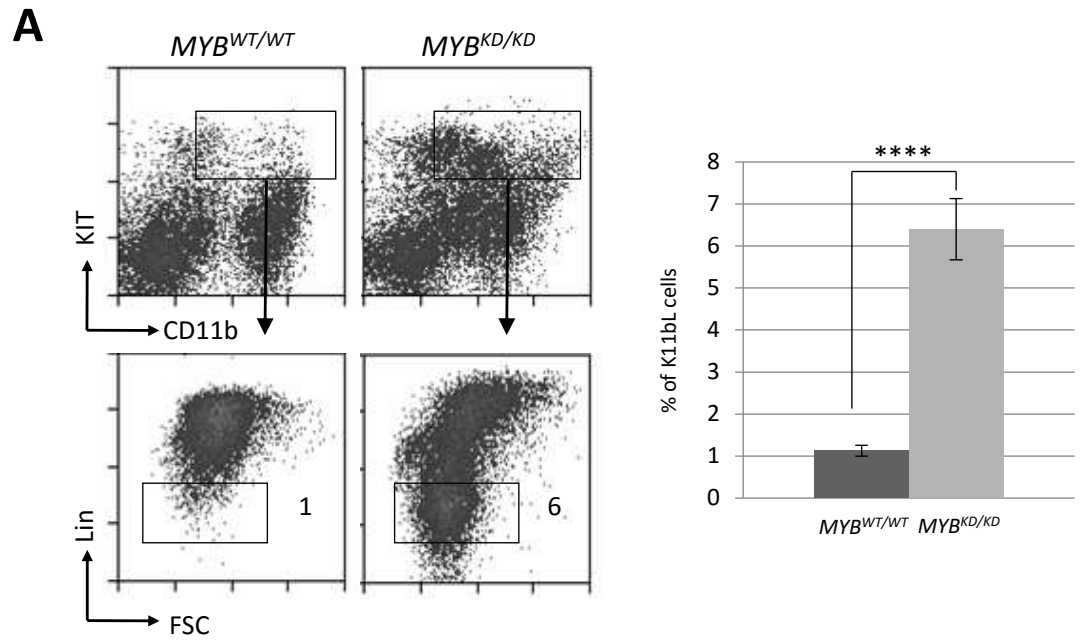 A
MYB^WT/WT
MYB^KD/KD
KIT
CD11b
Lin
1
6
FSC
****
8
7
6
5
4
3
2
1
0
% of K11bL cells
MYB^WT/WT
MYB^KD/KD